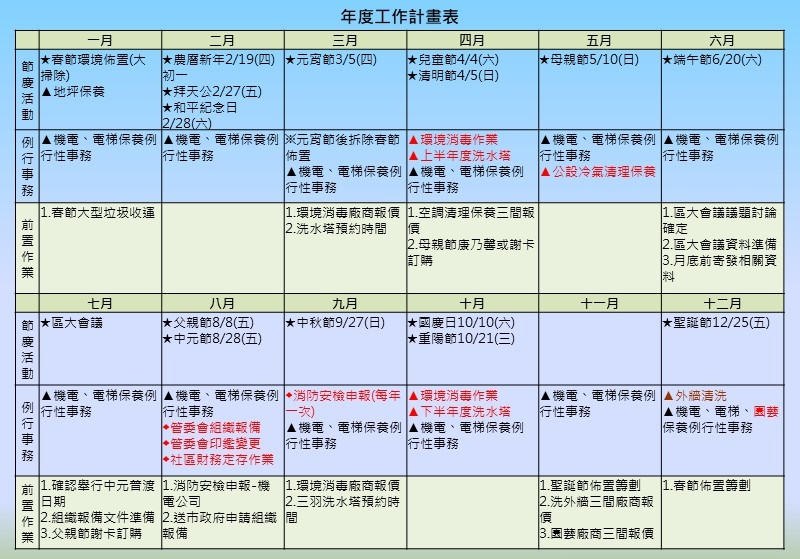 年度工作計畫表
一月 二月 三月 四月 五月 六月
節慶活動
★春節環境佈置(大
掃除)
▲地坪保養
★農曆新年2/19(四)
初一
★拜天公2/27(五)
★和平紀念日
2/28(六)
★元宵節3/5(四)
★兒童節4/4(六)
★清明節4/5(日)
★母親節5/10(日)
★端午節6/20(六)
例行事務
▲機電、電梯保養例
行性事務
▲機電、電梯保養例
行性事務
※元宵節後拆除春節
佈置
▲機電、電梯保養例
行性事務
▲環境消毒作業
▲上半年度洗水塔
▲機電、電梯保養例
行性事務
▲機電、電梯保養例
行性事務
▲公設冷氣清理保養
▲機電、電梯保養例
行性事務
前置作業
1.春節大型垃圾收運
1.環境消毒廠商報價
2.洗水塔預約時間
1.空調清理保養三間報
價
2.母親節康乃馨或謝卡
訂購
1.區大會議議題討論
確定
2.區大會議資料準備
3.月底前寄發相關資
料
七月 八月 九月 十月 十一月 十二月
節慶活動
★區大會議
★父親節8/8(五)
★中元節8/28(五)
★中秋節9/27(日)
★國慶日10/10(六)
★重陽節10/21(三)
★聖誕節12/25(五)
例行事務
▲機電、電梯保養例
行性事務
▲機電、電梯保養例
行性事務
◆管委會組織報備
◆管委會印鑑變更
◆社區財務定存作業
◆消防安檢申報(每年
一次)
▲機電、電梯保養例
行性事務
▲環境消毒作業
▲下半年度洗水塔
▲機電、電梯保養例
行性事務
▲機電、電梯保養例
行性事務
▲外牆清洗
▲機電、電梯、園藝
保養例行性事務
前置作業
1.確認舉行中元普渡
日期
2.組織報備文件準備
3.父親節謝卡訂購
1.消防安檢申報-機
電公司
2.送市政府申請組織
報備
1.環境消毒廠商報價
2.三羽洗水塔預約時
間
1.聖誕節佈置籌劃
2.洗外牆三間廠商報
價
3.園藝廠商三間報價
1.春節佈置籌劃